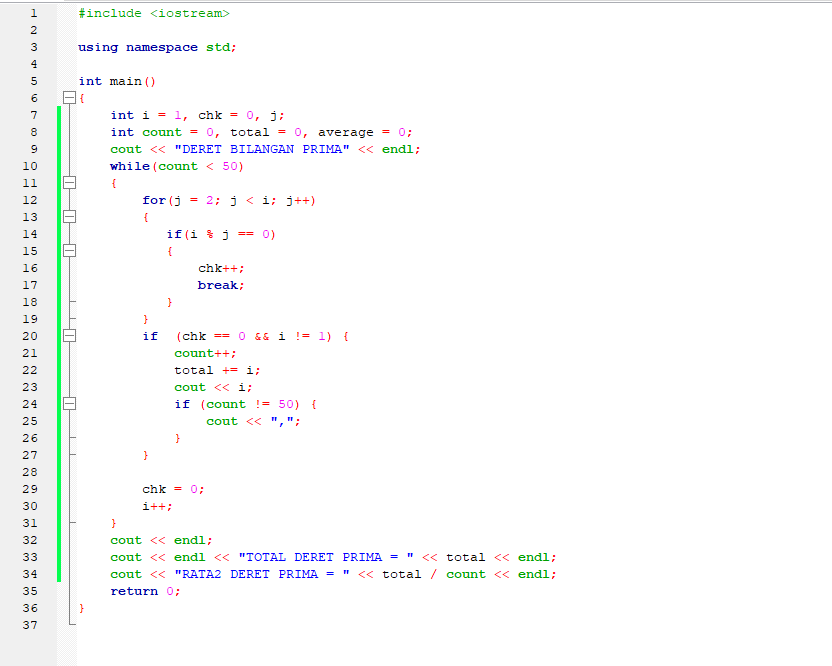 1 #include <iostream>
2
3 using namespace std;
4
5 int main()
6 {
7 int i = 1, chk = 0, j;
8 int count = 0, total = 0, average = 0;
9 cout << "DERET BILANGAN PRIMA" << endl;
10 while(count < 50)
11 {
12 for(j = 2; j < i; j++)
13 {
14 if(i % j == 0)
15 {
16 chk++;
17 break;
18 }
19 }
20 if (chk == 0 && i != 1) {
21 count++;
22 total += i;
23 cout << i;
24 if (count != 50) {
25 cout << ",";
26 }
27 }
28
29 chk = 0;
30 i++;
31 }
32 cout << endl;
33 cout << endl << "TOTAL DERET PRIMA = " << total << endl;
34 cout << "RATA2 DERET PRIMA = " << total / count << endl;
35 return 0;
36 }
37